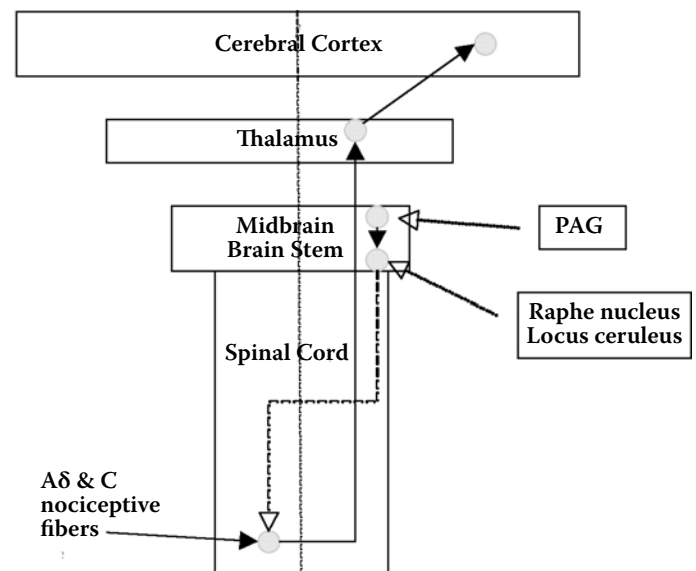 Cerebral Cortex
Thalamus
Midbrain
Brain Stem
PAG
Raphe nucleus
Locus ceruleus
Spinal Cord
Aδ & C
nociceptive
fibers